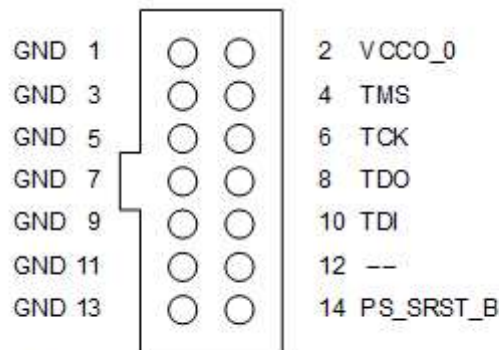 GND 1 2 VCCO_0
GND 3 4 TMS
GND 5 6 TCK
GND 7 8 TDO
GND 9 10 TDI
GND 11 12 --
GND 13 14 PS_SRST_B